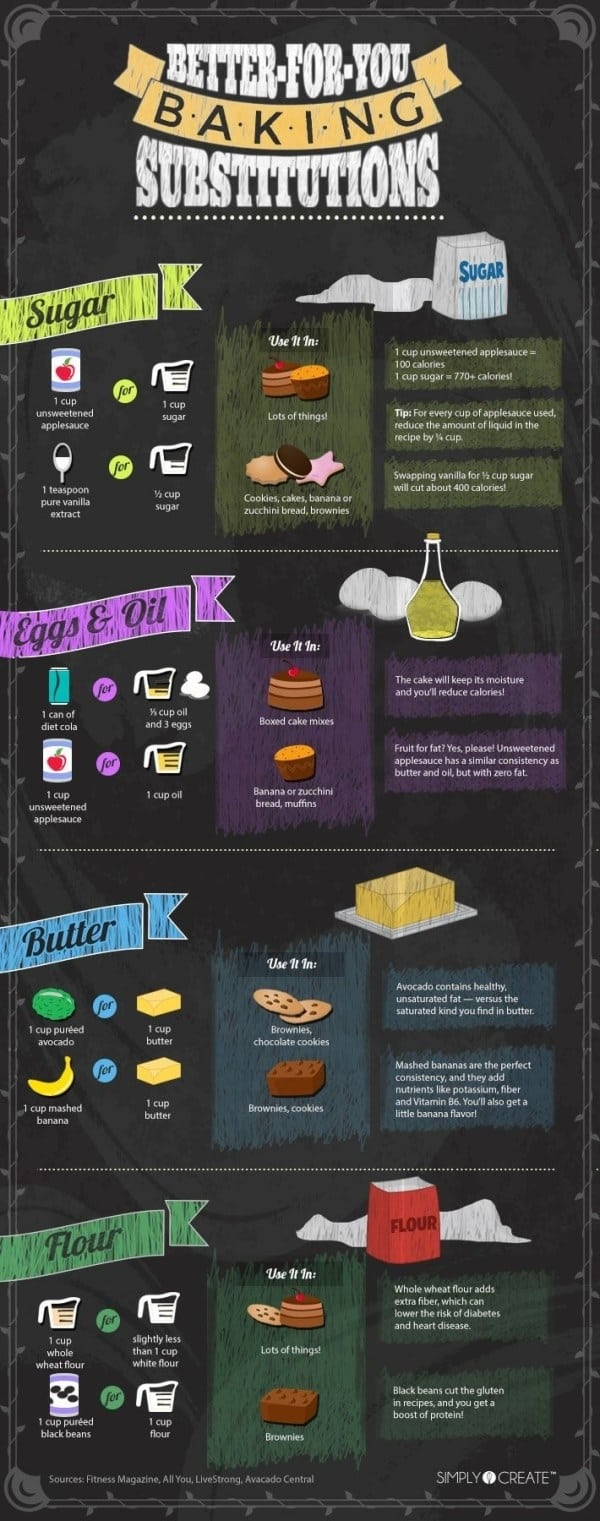 BETTER-FOR-YOU
B·A·K·I·N·G
SUBSTITUTIONS
SUGAR
Sugar
1 cup
unsweetened
applesauce
for
1 cup
sugar
Use It In:
Lots of things!
1 cup unsweetened applesauce =
100 calories
1 cup sugar = 770+ calories!
Tip: For every cup of applesauce used,
reduce the amount of liquid in the
recipe by ¼ cup.
1 teaspoon
pure vanilla
extract
for
½ cup
sugar
Cookies, cakes, banana or
zucchini bread, brownies
Swapping vanilla for ½ cup sugar
will cut about 400 calories!
Eggs & Oil
1 can of
diet cola
for
⅓ cup oil
and 3 eggs
Use It In:
Boxed cake mixes
The cake will keep its moisture
and you'll reduce calories!
1 cup
unsweetened
applesauce
for
1 cup oil
Banana or zucchini
bread, muffins
Fruit for fat? Yes, please! Unsweetened
applesauce has a similar consistency as
butter and oil, but with zero fat.
Butter
1 cup puréed
avocado
for
1 cup
butter
Use It In:
Brownies,
chocolate cookies
Avocado contains healthy,
unsaturated fat — versus the
saturated kind you find in butter.
1 cup mashed
banana
for
1 cup
butter
Brownies, cookies
Mashed bananas are the perfect
consistency, and they add
nutrients like potassium, fiber
and Vitamin B6. You'll also get a
little banana flavor!
FLOUR
Flour
1 cup
whole
wheat flour
for
slightly less
than 1 cup
white flour
Use It In:
Lots of things!
Whole wheat flour adds
extra fiber, which can
lower the risk of diabetes
and heart disease.
1 cup puréed
black beans
for
1 cup
flour
Brownies
Black beans cut the gluten
in recipes, and you get a
boost of protein!
Sources: Fitness Magazine, All You, LiveStrong, Avacado Central
SIMPLY CREATE™